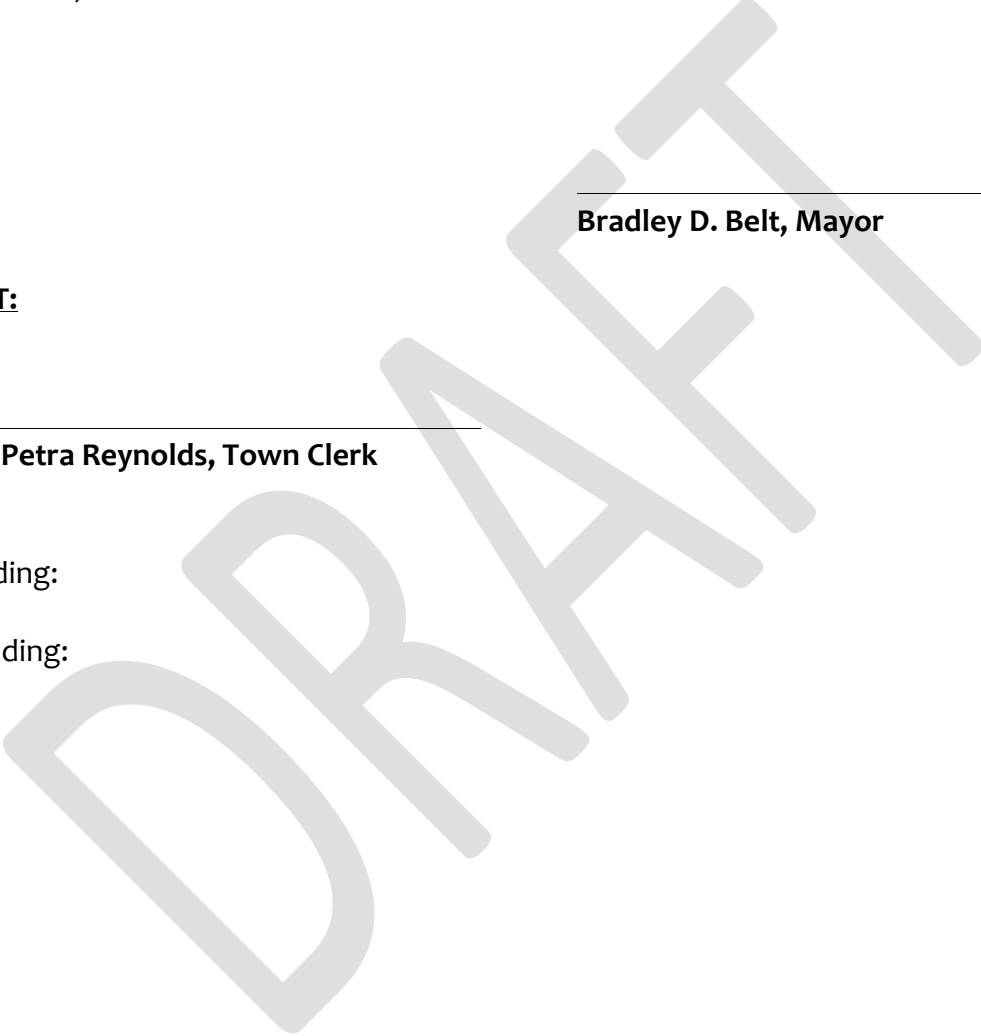 Bradley D. Belt, Mayor
T:
Petra Reynolds, Town Clerk
ding:
ding:
DRAFT